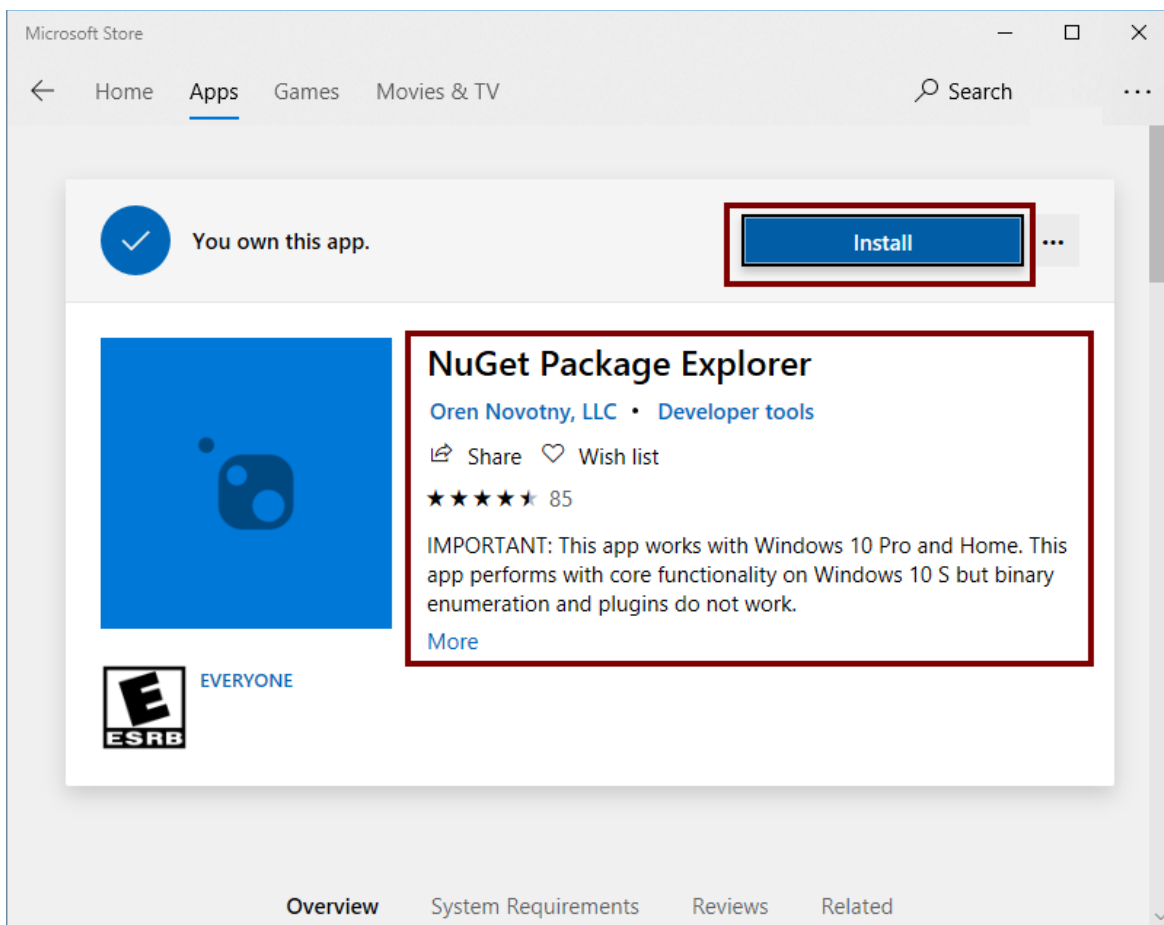 Microsoft Store
Home Apps Games Movies & TV Search
You own this app.
Install
NuGet Package Explorer
Oren Novotny, LLC • Developer tools
Share Wish list
85
IMPORTANT: This app works with Windows 10 Pro and Home. This
app performs with core functionality on Windows 10 S but binary
enumeration and plugins do not work.
More
E
EVERYONE
ESRB
Overview System Requirements Reviews Related